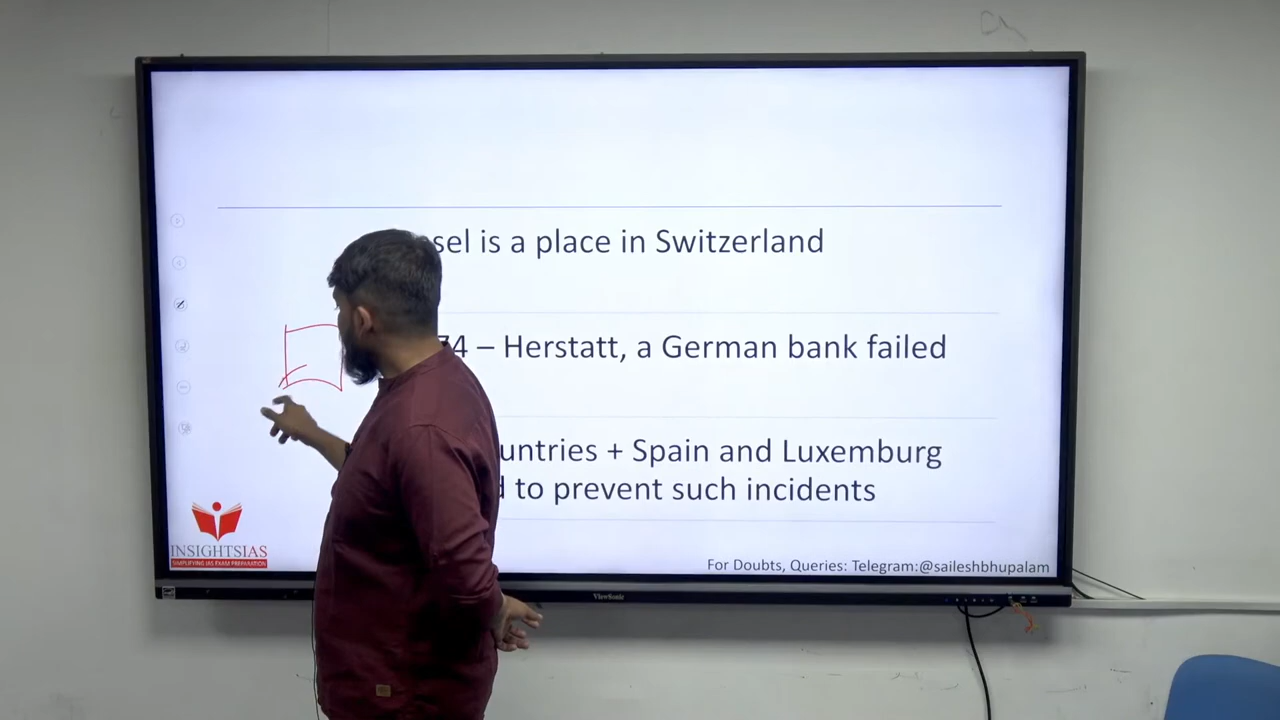 sel is a place in Switzerland
74 – Herstatt, a German bank failed
untries + Spain and Luxemburg
d to prevent such incidents
INSIGHTSIAS
SIMPLIFYING IAS EXAM PREPARATION
For Doubts, Queries: Telegram:@saileshbhupalam
ViewSonic